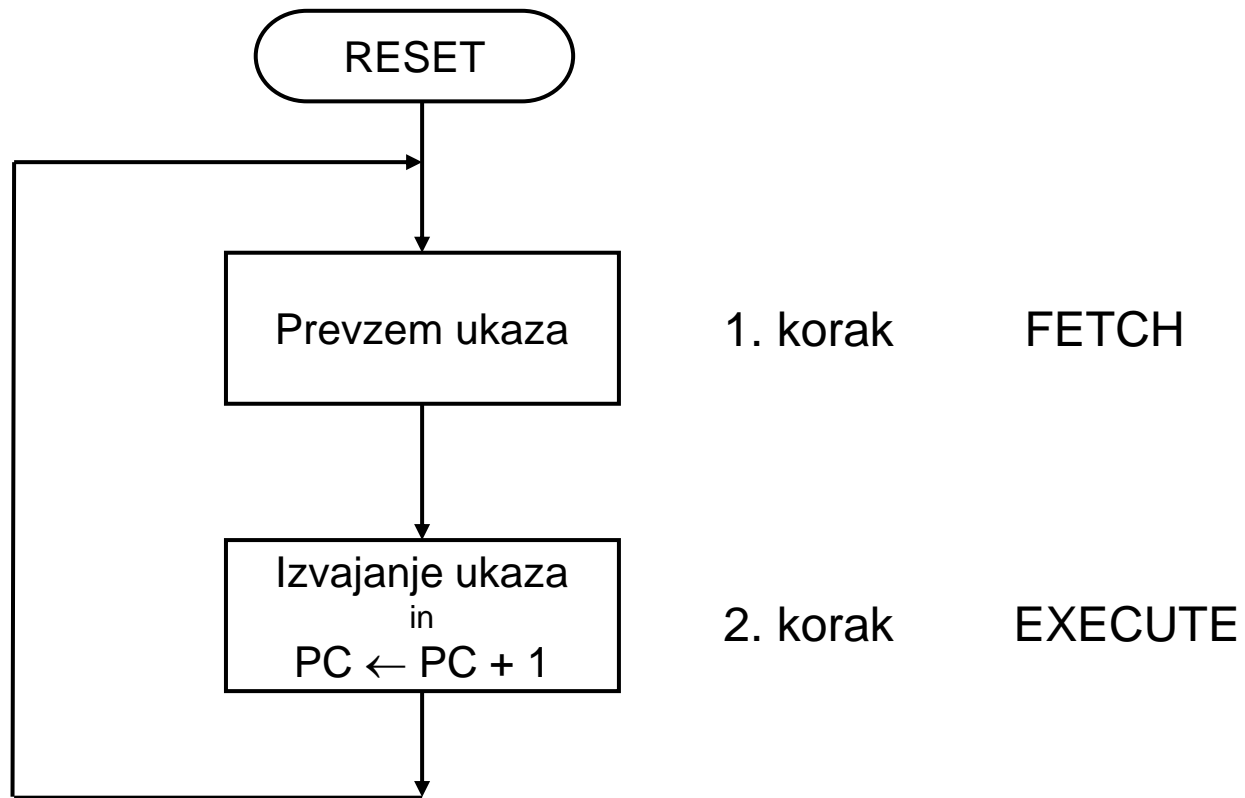 RESET
Prevzem ukaza
1. korak FETCH
Izvajanje ukaza
in
PC ← PC + 1
2. korak EXECUTE